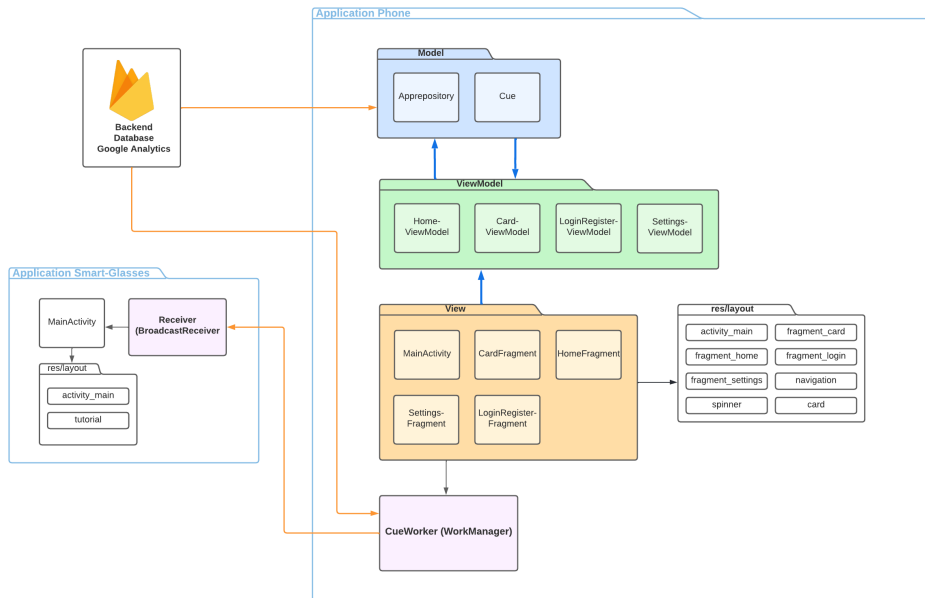 Application Phone
Backend
Database
Google Analytics
Model
Apprepository
Cue
ViewModel
Home-
ViewModel
Card-
ViewModel
LoginRegister-
ViewModel
Settings-
ViewModel
Application Smart-Glasses
MainActivity
Receiver
(BroadcastReceiver
res/layout
activity_main
tutorial
View
MainActivity
CardFragment
HomeFragment
Settings-
Fragment
LoginRegister-
Fragment
res/layout
activity_main
fragment_card
fragment_home
fragment_login
fragment_settings
navigation
spinner
card
CueWorker (WorkManager)